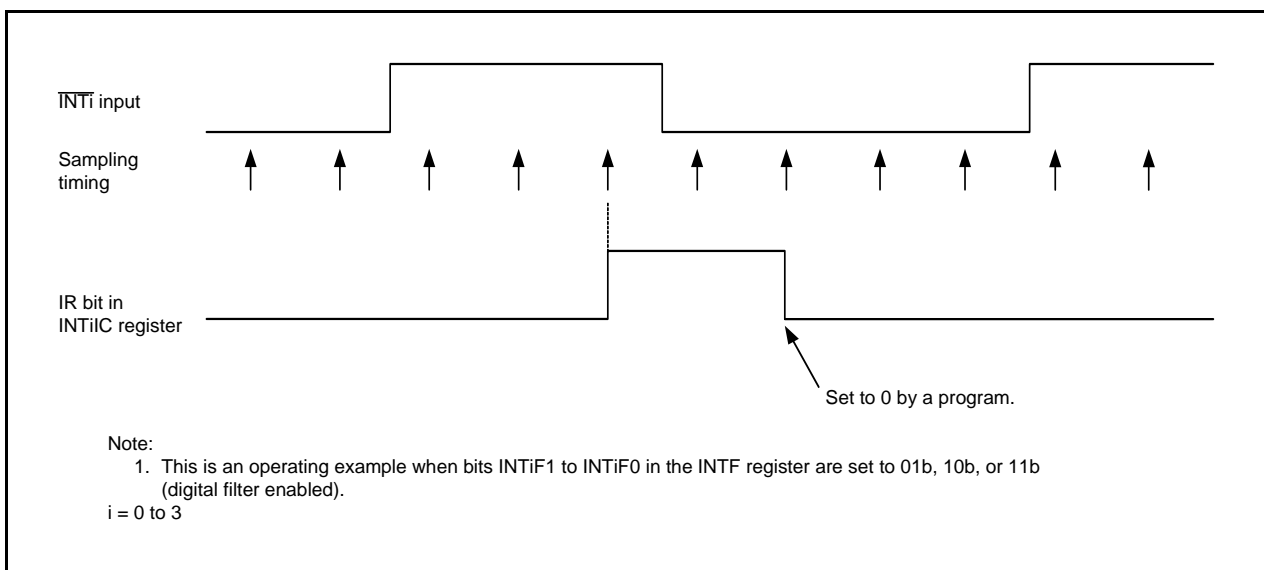 INTi input
Sampling
timing
IR bit in
INTiIC register
Set to 0 by a program.
Note:
1. This is an operating example when bits INTiF1 to INTiF0 in the INTF register are set to 01b, 10b, or 11b
(digital filter enabled).
i = 0 to 3